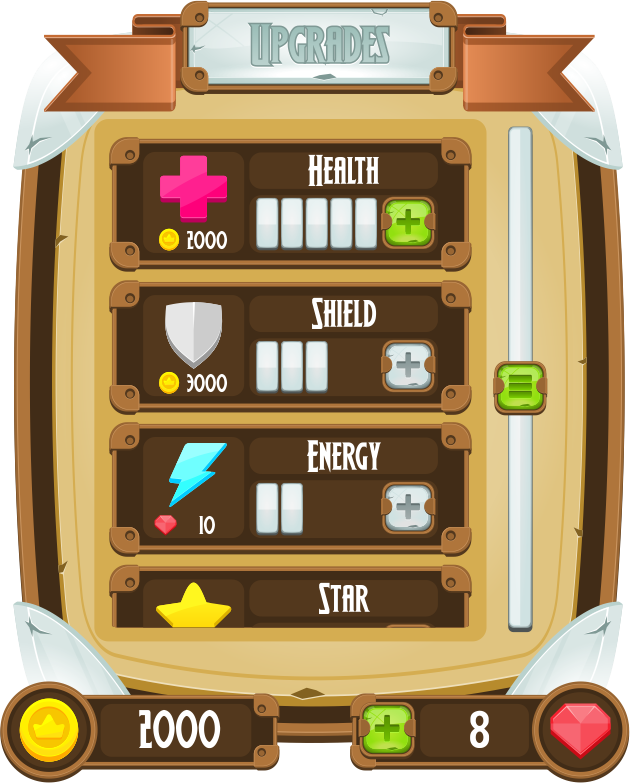 UPGRADES
HEALTH
2000
SHIELD
3000
ENERGY
10
STAR
2000
8